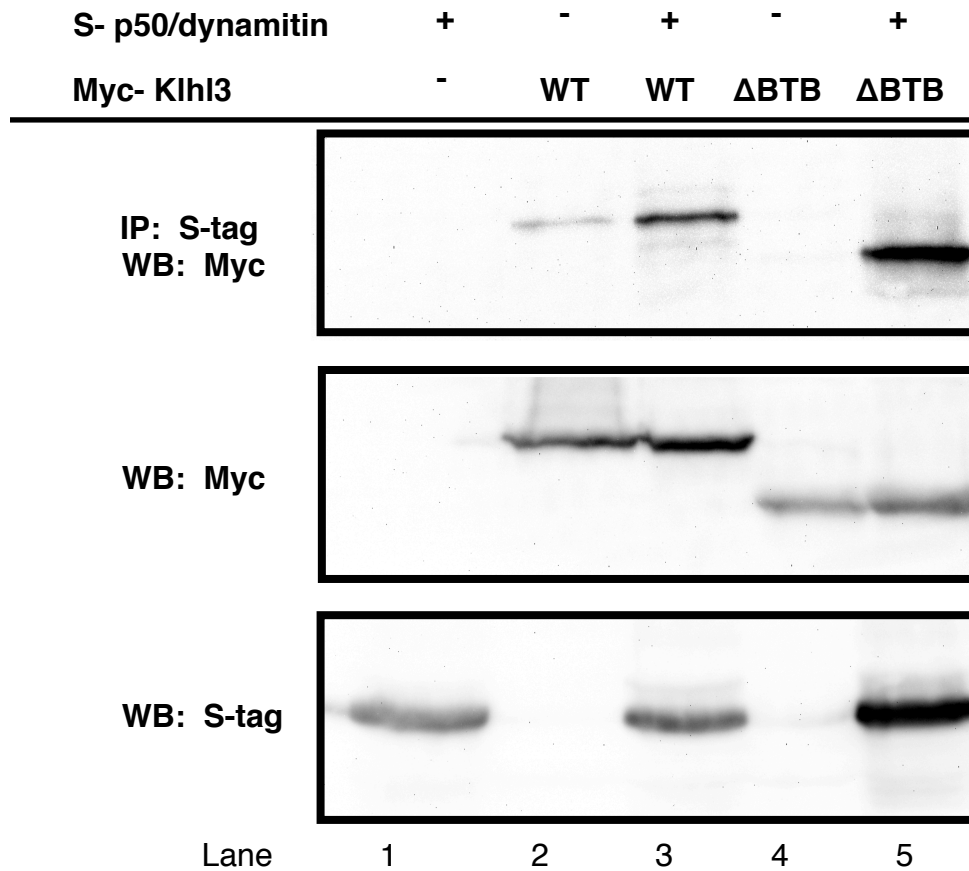 S- p50/dynamitin + - + - +
Myc- Klhl3 - WT WT ΔBTB ΔBTB
IP: S-tag
WB: Myc
WB: Myc
WB: S-tag
Lane 1 2 3 4 5